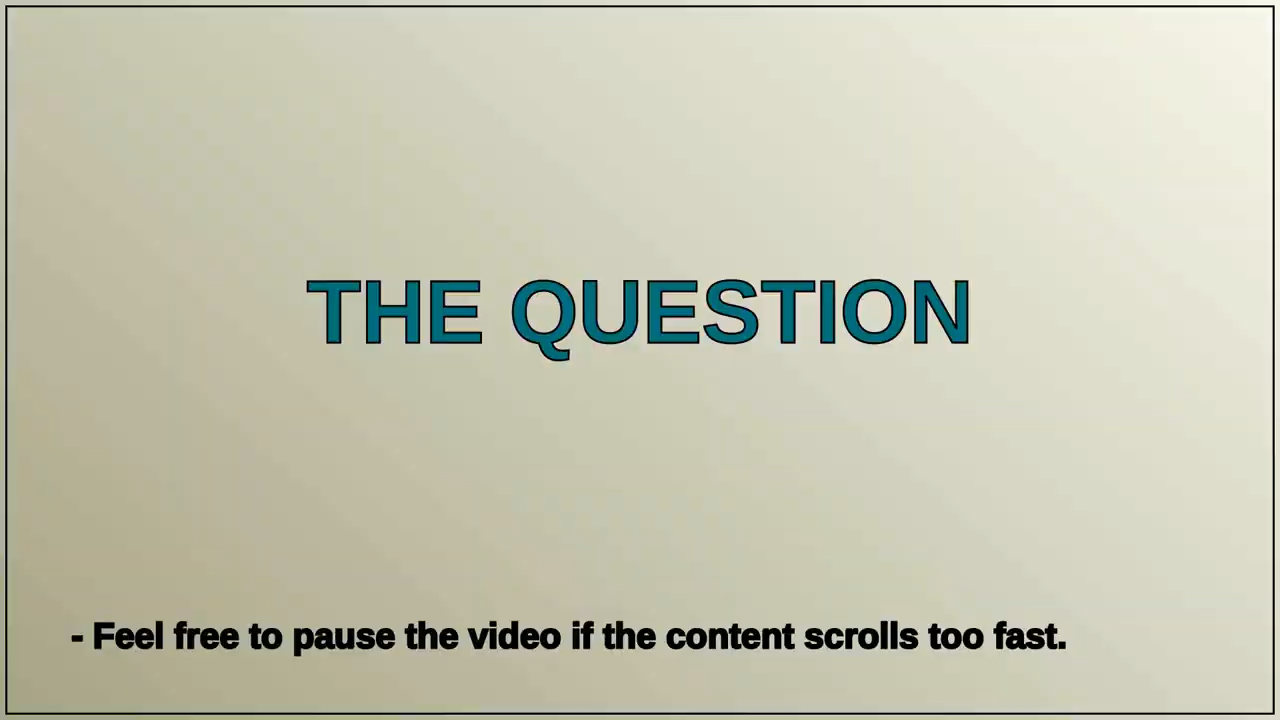 THE QUESTION
- Feel free to pause the video if the content scrolls too fast.